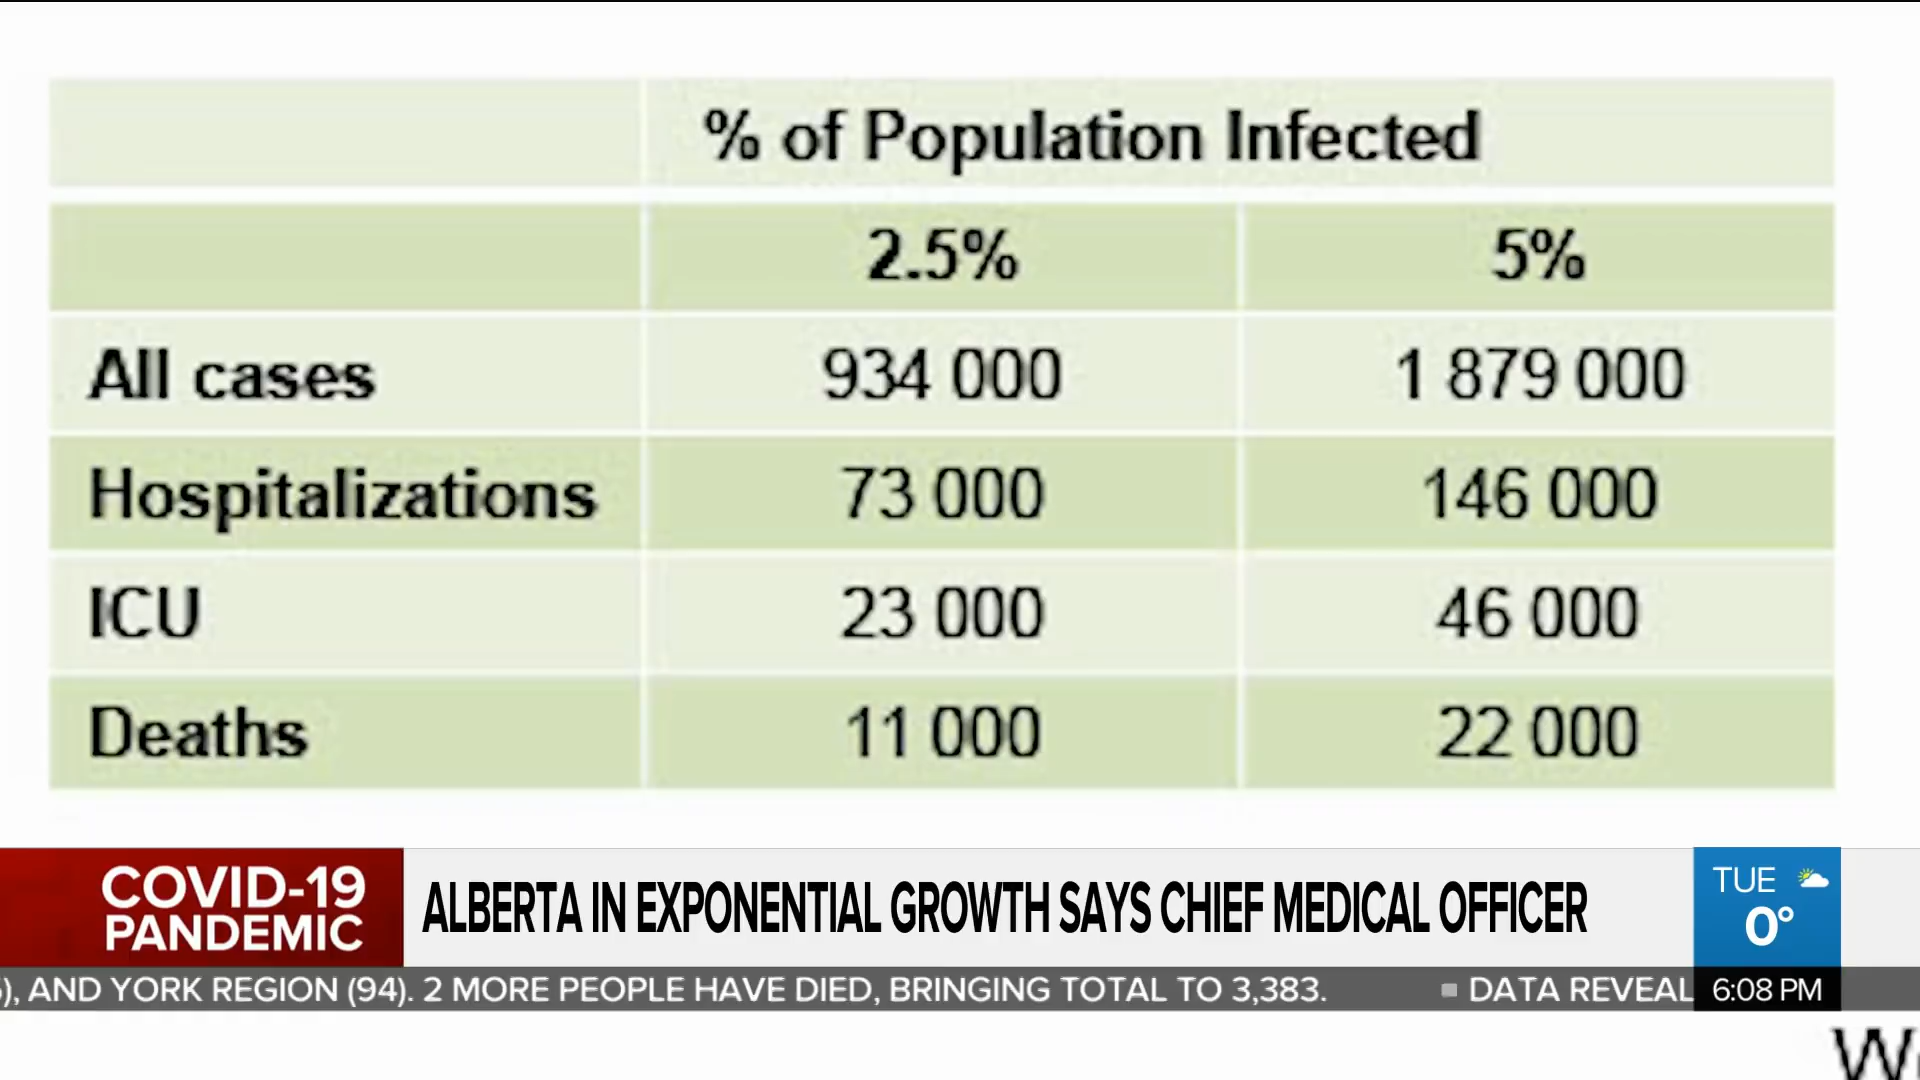 % of Population Infected
2.5% 5%
All cases 934 000 1 879 000
Hospitalizations 73 000 146 000
ICU 23 000 46 000
Deaths 11 000 22 000
COVID-19
PANDEMIC
ALBERTA IN EXPONENTIAL GROWTH SAYS CHIEF MEDICAL OFFICER
TUE
0°
), AND YORK REGION (94). 2 MORE PEOPLE HAVE DIED, BRINGING TOTAL TO 3,383. ▪ DATA REVEAL
6:08 PM